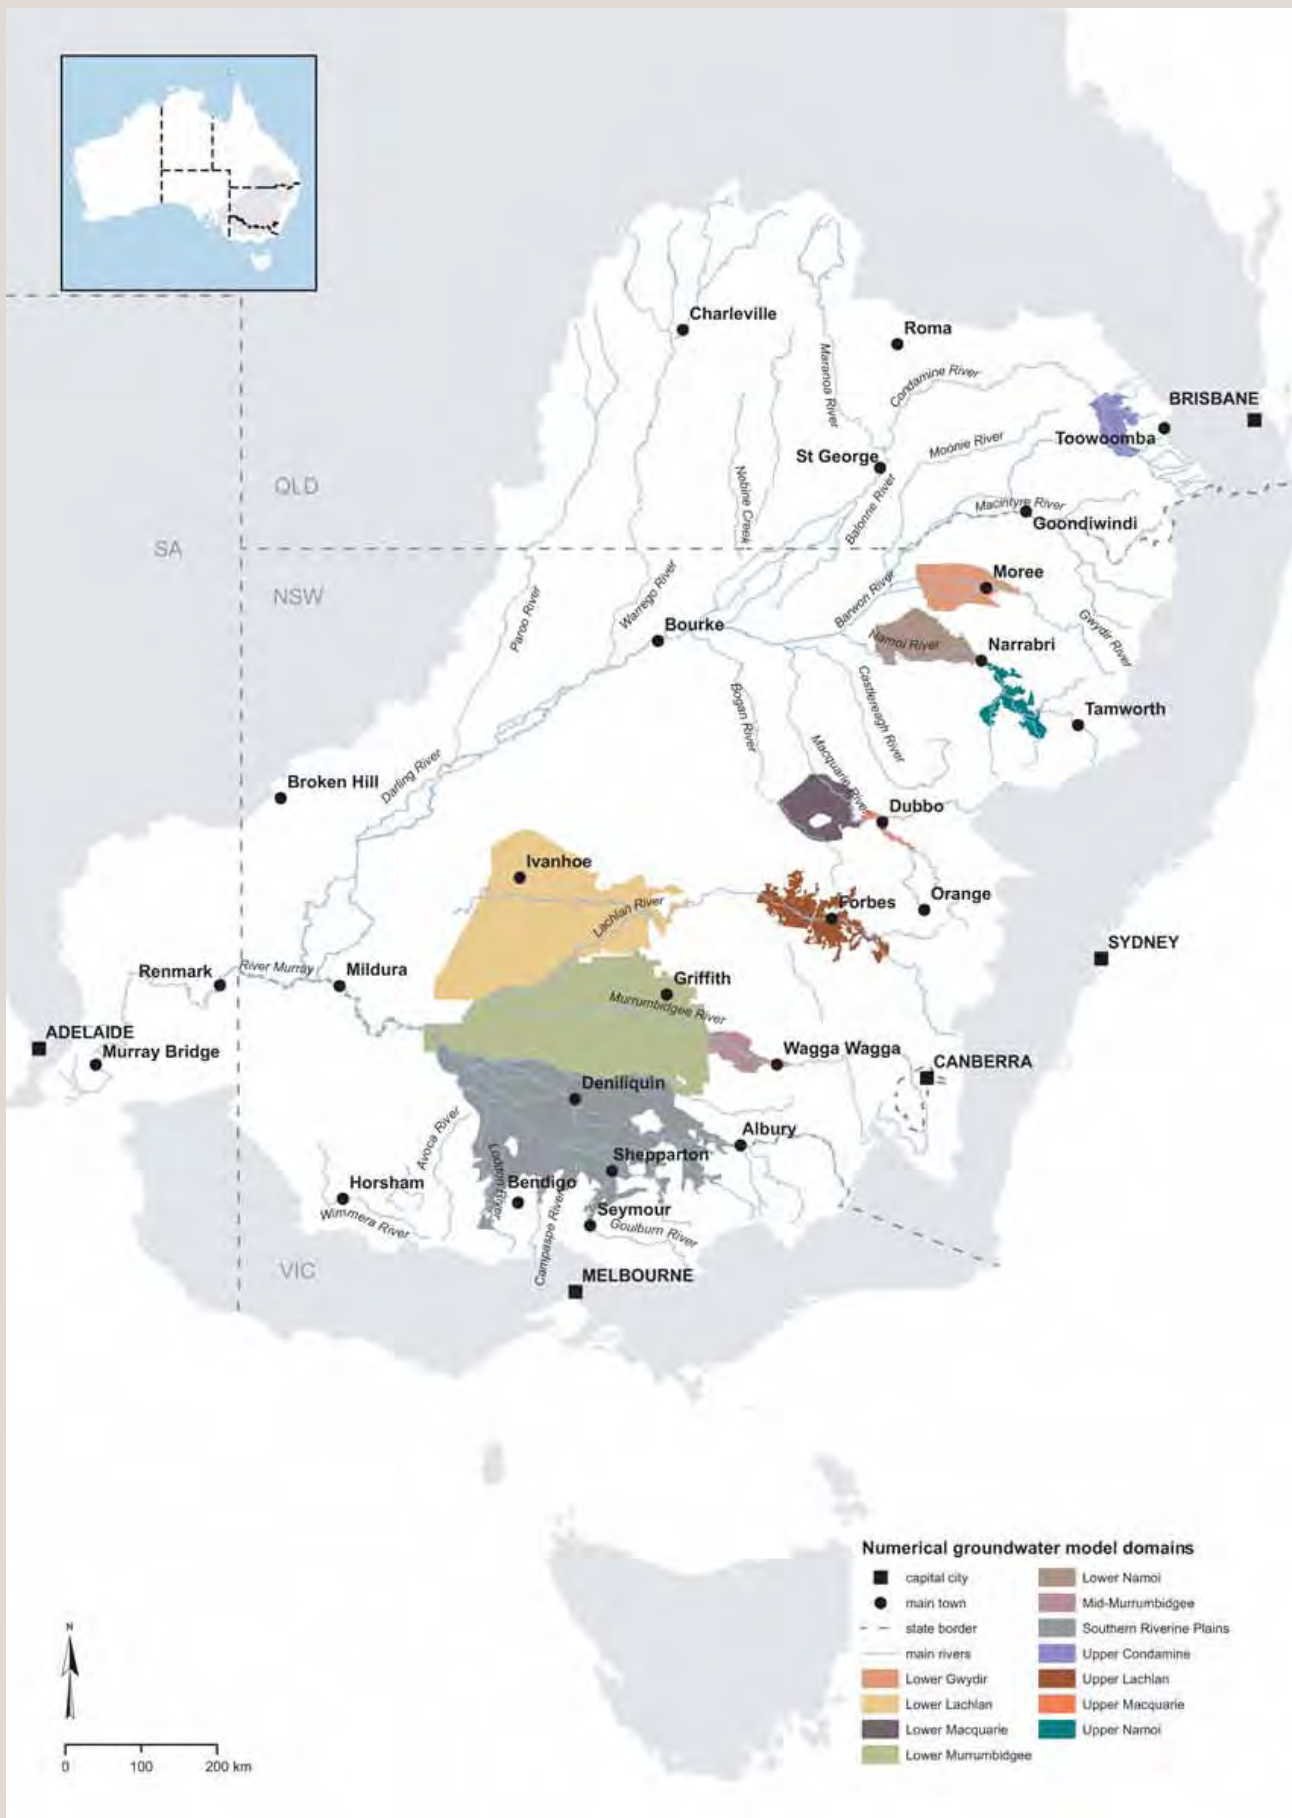 Charleville
Roma
Maranoa River
Condamine River
BRISBANE
Toowoomba
Moonie River
St George
QLD
Nebine Creek
Balonne River
Macintyre River
Goondiwindi
SA
NSW
Moree
Paroo River
Warrego River
Barwon River
Gwydir River
Bourke
Namoi River
Narrabri
Castlereagh River
Bogan River
Tamworth
Macquarie River
Darling River
Broken Hill
Dubbo
Ivanhoe
Lachlan River
Forbes
Orange
SYDNEY
Renmark
River Murray
Mildura
Griffith
Murrumbidgee River
ADELAIDE
Murray Bridge
Wagga Wagga
CANBERRA
Deniliquin
Avoca River
Albury
Loddon River
Shepparton
Horsham
Bendigo
Wimmera River
Campaspe River
Seymour
Goulburn River
VIC
MELBOURNE
Numerical groundwater model domains
capital city
main town
state border
main rivers
Lower Gwydir
Lower Lachlan
Lower Macquarie
Lower Murrumbidgee
Lower Namoi
Mid-Murrumbidgee
Southern Riverine Plains
Upper Condamine
Upper Lachlan
Upper Macquarie
Upper Namoi
N
0 100 200 km